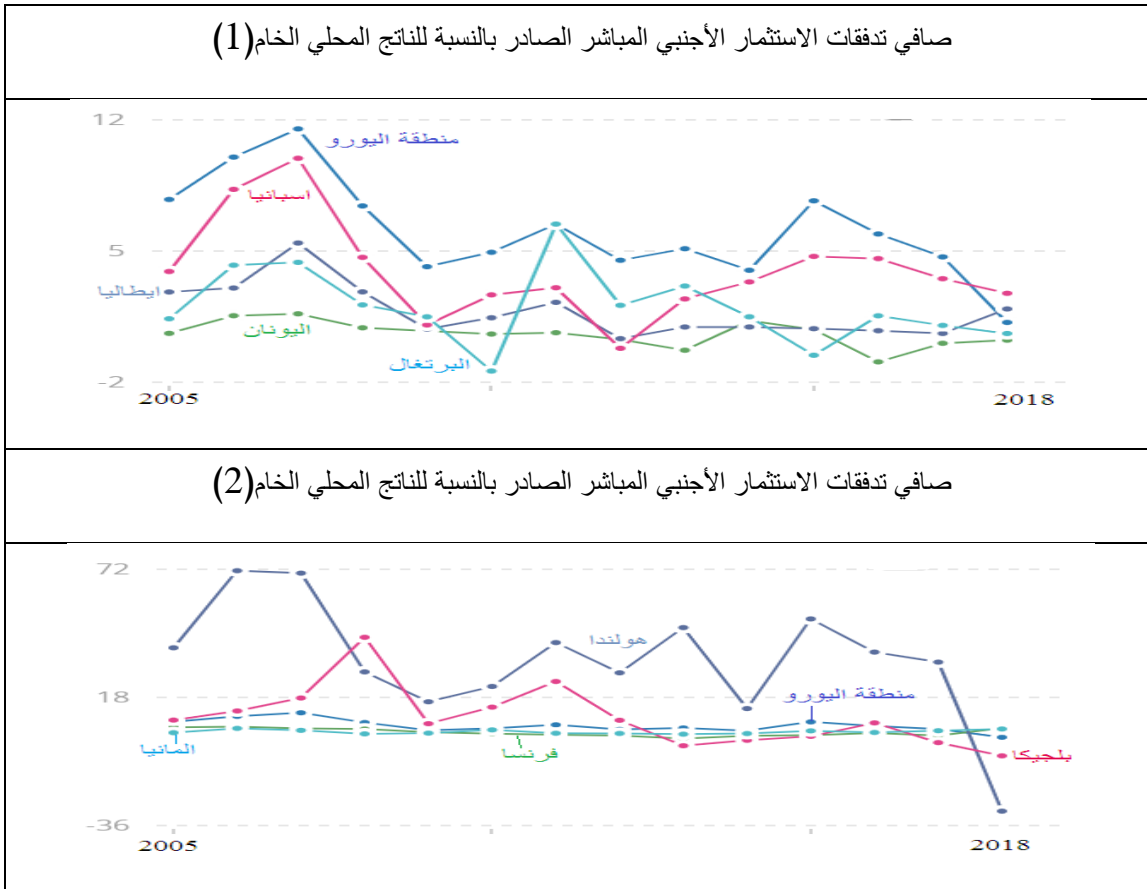 صافي تدفقات الاستثمار الأجنبي المباشر الصادر بالنسبة للناتج المحلي الخام(1)
12
منطقة اليورو
اسبانيا
5
ايطاليا
اليونان
البرتغال
-2
2005
2018
صافي تدفقات الاستثمار الأجنبي المباشر الصادر بالنسبة للناتج المحلي الخام(2)
72
هولندا
18
منطقة اليورو
المانيا
فرنسا
بلجيكا
-36
2005
2018